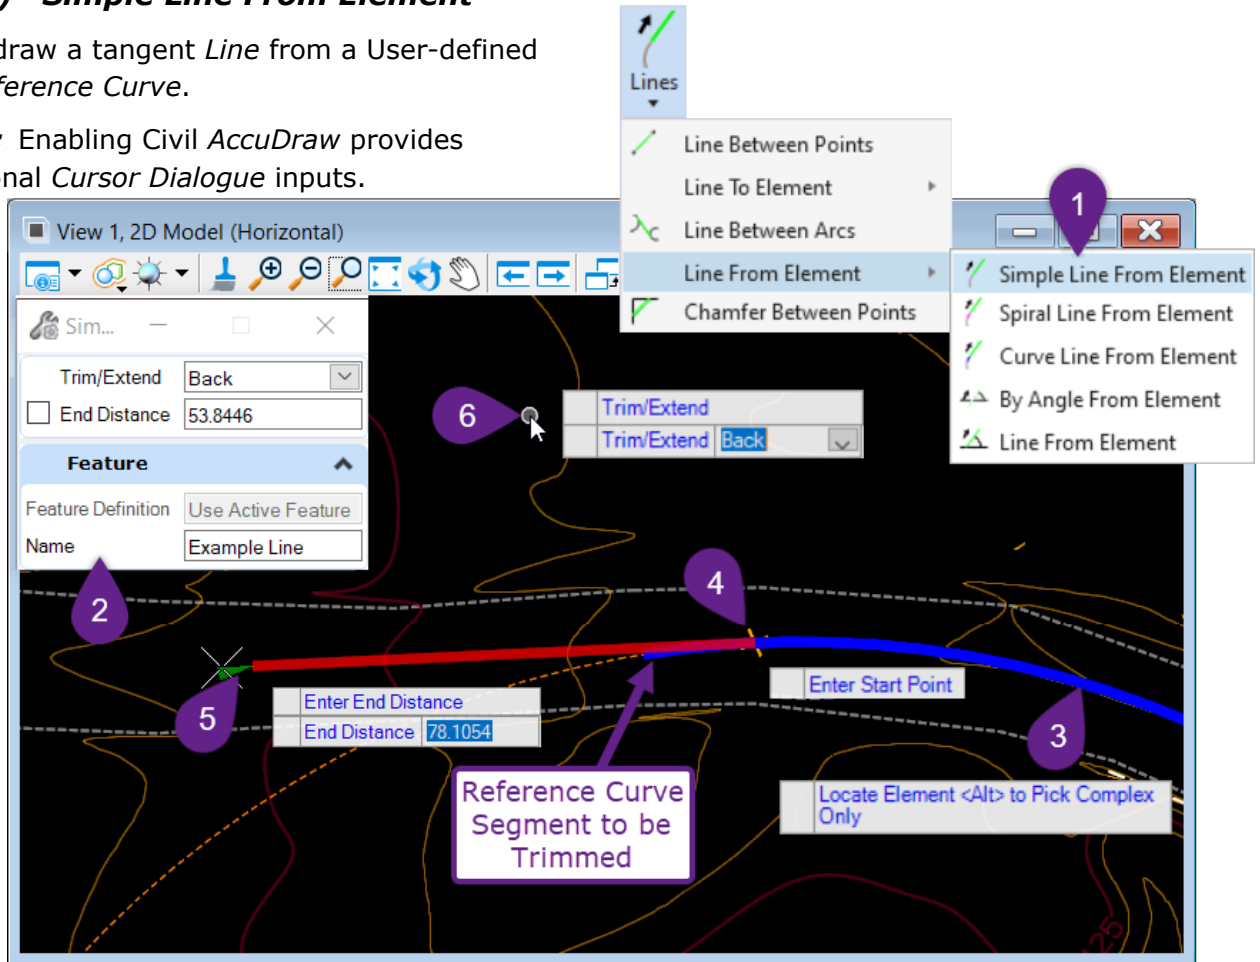 Simple Line From Element
draw a tangent Line from a User-defined
ference Curve.
Enabling Civil AccuDraw provides
onal Cursor Dialogue inputs.
Lines
Line Between Points
Line To Element
Line Between Arcs
Line From Element
Chamfer Between Points
1
Simple Line From Element
Spiral Line From Element
Curve Line From Element
By Angle From Element
Line From Element
View 1, 2D Model (Horizontal)
Sim...
Trim/Extend Back
End Distance 53.8446
Feature
Feature Definition Use Active Feature
Name Example Line
2
6
Trim/Extend
Trim/Extend Back
4
Enter Start Point
5
Enter End Distance
End Distance 78.1054
3
Reference Curve
Segment to be
Trimmed
Locate Element <Alt> to Pick Complex
Only
125